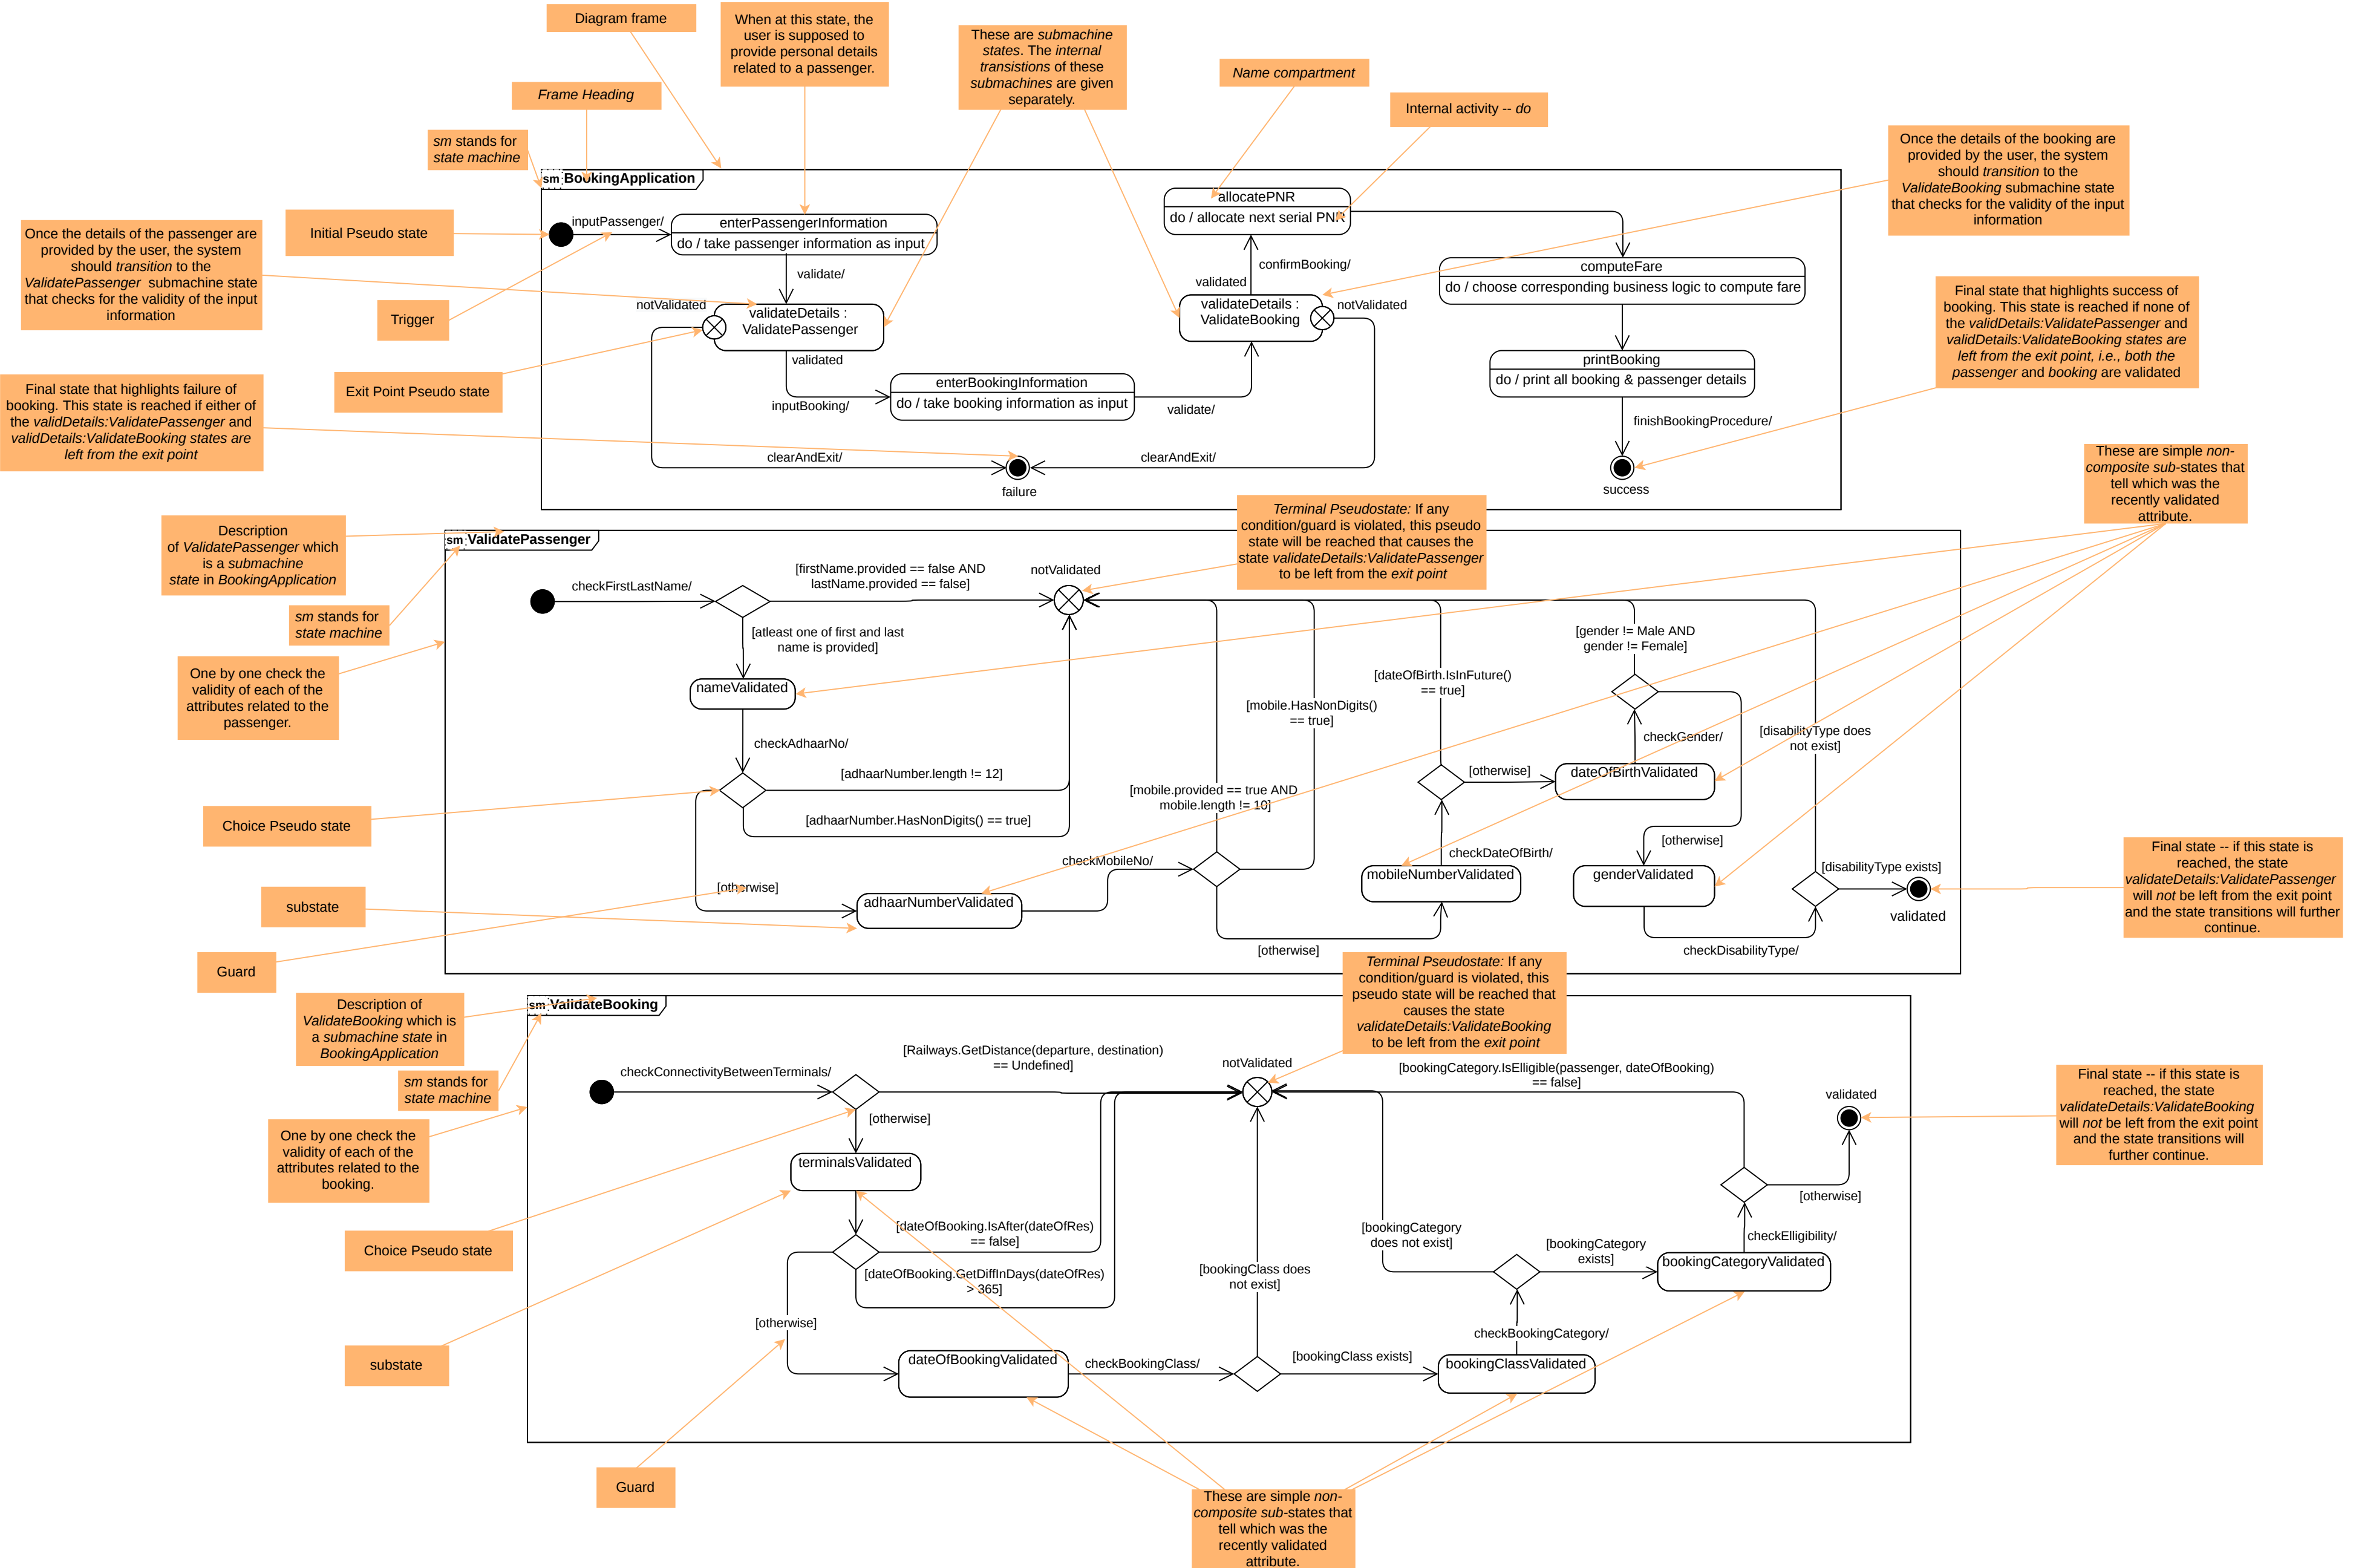 Diagram frame
When at this state, the
user is supposed to
provide personal details
related to a passenger.
These are submachine
states. The internal
transistions of these
submachines are given
separately.
Name compartment
Internal activity -- do
Frame Heading
sm stands for
state machine
Once the details of the booking are
provided by the user, the system
should transition to the
ValidateBooking submachine state
that checks for the validity of the input
information
Once the details of the passenger are
provided by the user, the system
should transition to the
ValidatePassenger submachine state
that checks for the validity of the input
information
Initial Pseudo state
Trigger
Exit Point Pseudo state
Final state that highlights failure of
booking. This state is reached if either of
the validDetails:ValidatePassenger and
validDetails:ValidateBooking states are
left from the exit point
Final state that highlights success of
booking. This state is reached if none of
the validDetails:ValidatePassenger and
validDetails:ValidateBooking states are
left from the exit point, i.e., both the
passenger and booking are validated
sm BookingApplication
inputPassenger/
enterPassengerInformation
do / take passenger information as input
validate/
notValidated
validateDetails :
ValidatePassenger
validated
inputBooking/
enterBookingInformation
do / take booking information as input
validate/
allocatePNR
do / allocate next serial PNR
confirmBooking/
validated
validateDetails :
ValidateBooking
notValidated
computeFare
do / choose corresponding business logic to compute fare
printBooking
do / print all booking & passenger details
finishBookingProcedure/
clearAndExit/
clearAndExit/
failure
success
These are simple non-
composite sub-states that
tell which was the
recently validated
attribute.
Terminal Pseudostate: If any
condition/guard is violated, this pseudo
state will be reached that causes the
state validateDetails:ValidatePassenger
to be left from the exit point
Description
of ValidatePassenger which
is a submachine
state in BookingApplication
sm stands for
state machine
One by one check the
validity of each of the
attributes related to the
passenger.
Choice Pseudo state
substate
Guard
sm ValidatePassenger
checkFirstLastName/
[firstName.provided == false AND
lastName.provided == false]
notValidated
[atleast one of first and last
name is provided]
nameValidated
checkAdhaarNo/
[adhaarNumber.length != 12]
[adhaarNumber.HasNonDigits() == true]
[otherwise]
adhaarNumberValidated
checkMobileNo/
[mobile.provided == true AND
mobile.length != 10]
[mobile.HasNonDigits()
== true]
[otherwise]
mobileNumberValidated
checkDateOfBirth/
[dateOfBirth.IsInFuture()
== true]
[otherwise]
dateOfBirthValidated
checkGender/
[gender != Male AND
gender != Female]
[otherwise]
genderValidated
checkDisabilityType/
[disabilityType does
not exist]
[disabilityType exists]
validated
Final state -- if this state is
reached, the state
validateDetails:ValidatePassenger
will not be left from the exit point
and the state transitions will further
continue.
Description of
ValidateBooking which is
a submachine state in
BookingApplication
sm stands for
state machine
One by one check the
validity of each of the
attributes related to the
booking.
Choice Pseudo state
substate
Guard
Terminal Pseudostate: If any
condition/guard is violated, this
pseudo state will be reached that
causes the state
validateDetails:ValidateBooking
to be left from the exit point
sm ValidateBooking
checkConnectivityBetweenTerminals/
[Railways.GetDistance(departure, destination)
== Undefined]
notValidated
[otherwise]
terminalsValidated
[dateOfBooking.IsAfter(dateOfRes)
== false]
[dateOfBooking.GetDiffInDays(dateOfRes)
> 365]
[otherwise]
dateOfBookingValidated
checkBookingClass/
[bookingClass does
not exist]
[bookingClass exists]
bookingClassValidated
checkBookingCategory/
[bookingCategory
does not exist]
[bookingCategory
exists]
bookingCategoryValidated
checkElligibility/
[bookingCategory.IsElligible(passenger, dateOfBooking)
== false]
[otherwise]
validated
Final state -- if this state is
reached, the state
validateDetails:ValidateBooking
will not be left from the exit point
and the state transitions will
further continue.
These are simple non-
composite sub-states that
tell which was the
recently validated
attribute.